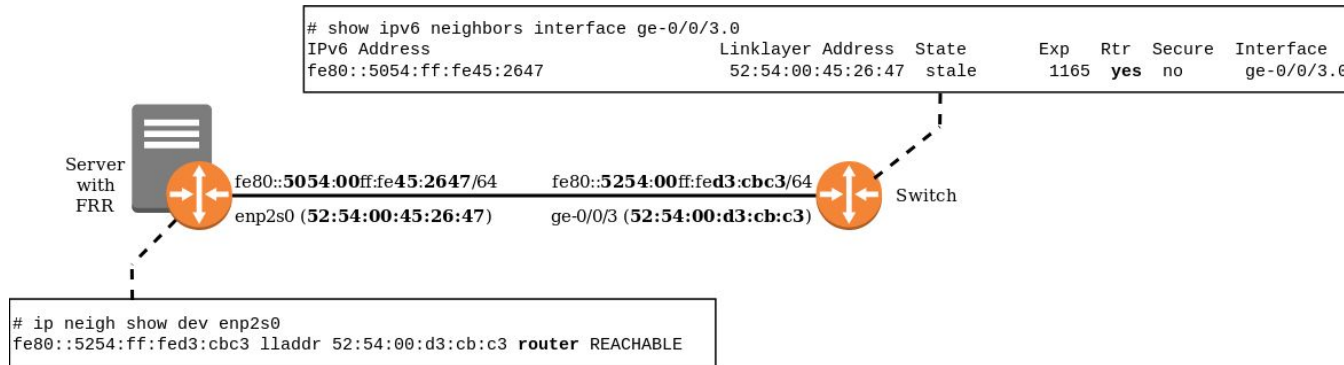 # show ipv6 neighbors interface ge-0/0/3.0
IPv6 Address Linklayer Address State Exp Rtr Secure Interface
fe80::5054:ff:fe45:2647 52:54:00:45:26:47 stale 1165 yes no ge-0/0/3.0
Server
with
FRR
fe80::5054:00ff:fe45:2647/64 fe80::5254:00ff:fed3:cbc3/64
enp2s0 (52:54:00:45:26:47) ge-0/0/3 (52:54:00:d3:cb:c3)
Switch
# ip neigh show dev enp2s0
fe80::5254:ff:fed3:cbc3 lladdr 52:54:00:d3:cb:c3 router REACHABLE